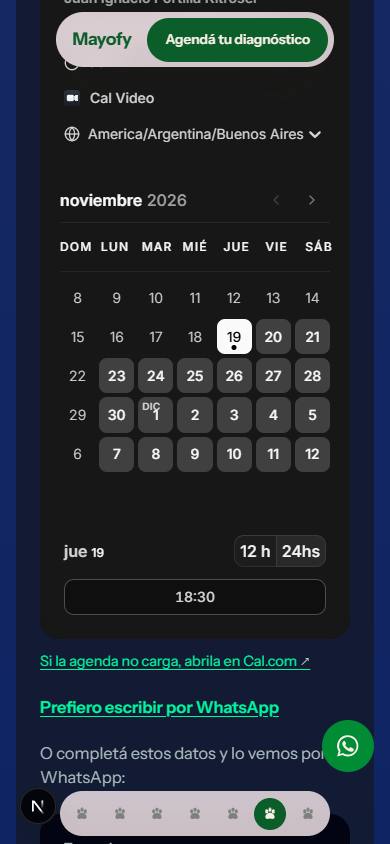 Juan Ignacio Portilla Kitroser
Mayofy
Agendá tu diagnóstico
Cal Video
America/Argentina/Buenos Aires
noviembre 2026
DOM LUN MAR MIÉ JUE VIE SÁB
8 9 10 11 12 13 14
15 16 17 18 19 20 21
22 23 24 25 26 27 28
DIC
29 30 1 2 3 4 5
6 7 8 9 10 11 12
jue 19
12 h 24hs
18:30
Si la agenda no carga, abrila en Cal.com ↗
Prefiero escribir por WhatsApp
O completá estos datos y lo vemos por
WhatsApp:
N